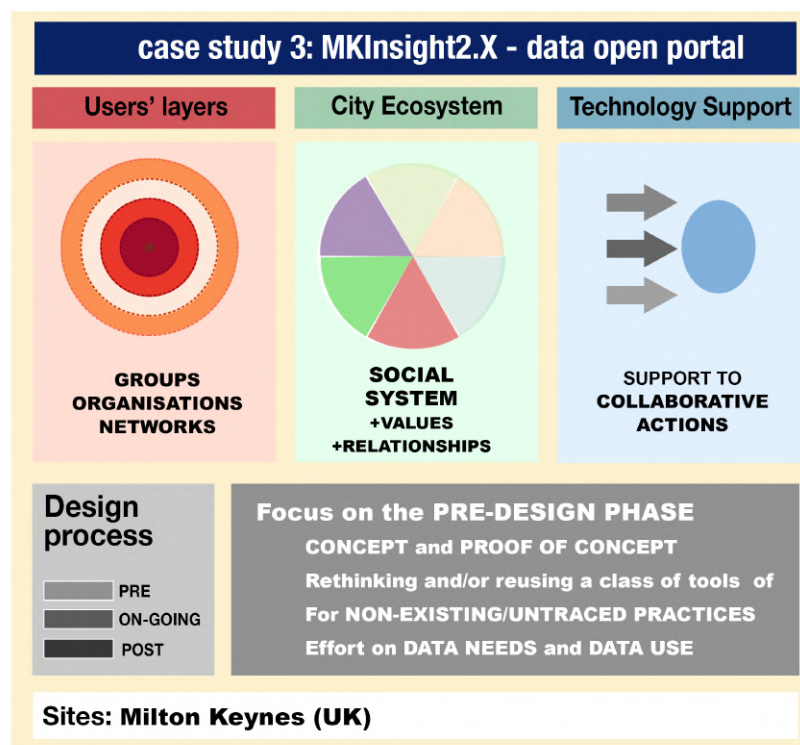 case study 3: MKInsight2.X - data open portal
Users' layers
City Ecosystem
Technology Support
GROUPS
ORGANISATIONS
NETWORKS
SOCIAL
SYSTEM
+VALUES
+RELATIONSHIPS
SUPPORT TO
COLLABORATIVE
ACTIONS
Design
process
PRE
ON-GOING
POST
Focus on the PRE-DESIGN PHASE
CONCEPT and PROOF OF CONCEPT
Rethinking and/or reusing a class of tools of
For NON-EXISTING/UNTRACED PRACTICES
Effort on DATA NEEDS and DATA USE
Sites: Milton Keynes (UK)